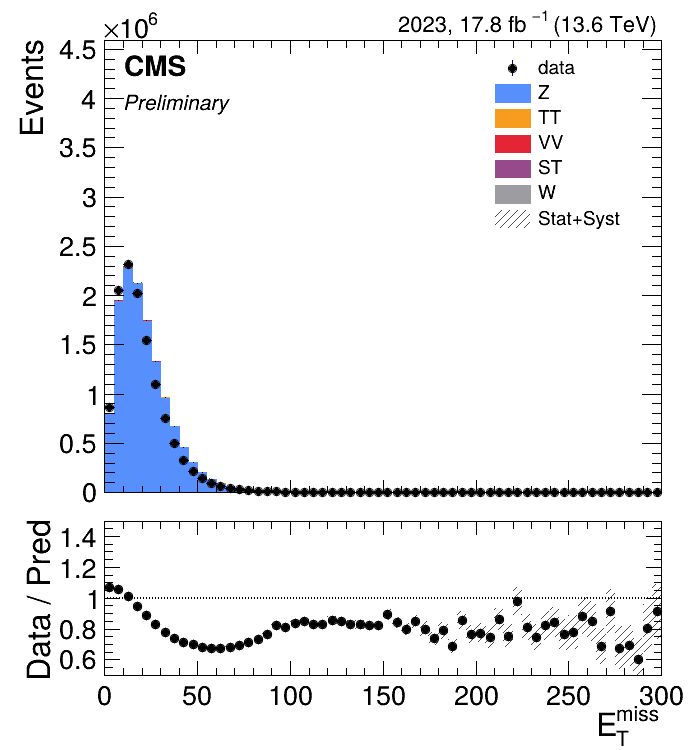 ×10⁶
2023, 17.8 fb⁻¹ (13.6 TeV)
CMS
Preliminary
Events
4.5
4
3.5
3
2.5
2
1.5
1
0.5
0
data
Z
TT
VV
ST
W
Stat+Syst
Data / Pred
1.4
1.2
1
0.8
0.6
0 50 100 150 200 250 300
E_T^miss